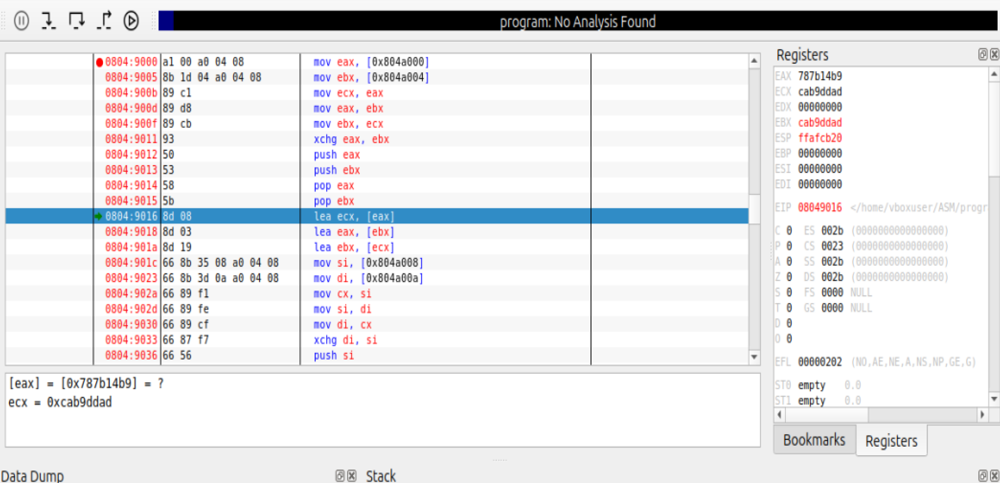 program: No Analysis Found
0804:9000 a1 00 a0 04 08 mov eax, [0x804a000]
0804:9005 8b 1d 04 a0 04 08 mov ebx, [0x804a004]
0804:900b 89 c1 mov ecx, eax
0804:900d 89 d8 mov eax, ebx
0804:900f 89 cb mov ebx, ecx
0804:9011 93 xchg eax, ebx
0804:9012 50 push eax
0804:9013 53 push ebx
0804:9014 58 pop eax
0804:9015 5b pop ebx
0804:9016 8d 08 lea ecx, [eax]
0804:9018 8d 03 lea eax, [ebx]
0804:901a 8d 19 lea ebx, [ecx]
0804:901c 66 8b 35 08 a0 04 08 mov si, [0x804a008]
0804:9023 66 8b 3d 0a a0 04 08 mov di, [0x804a00a]
0804:902a 66 89 f1 mov cx, si
0804:902d 66 89 fe mov si, di
0804:9030 66 89 cf mov di, cx
0804:9033 66 87 f7 xchg di, si
0804:9036 66 56 push si
[eax] = [0x787b14b9] = ?
ecx = 0xcab9ddad
Registers
EAX 787b14b9
ECX cab9ddad
EDX 00000000
EBX cab9ddad
ESP ffafcb20
EBP 00000000
ESI 00000000
EDI 00000000
EIP 08049016 </home/vboxuser/ASM/progr
C 0 ES 002b (0000000000000000)
P 0 CS 0023 (0000000000000000)
A 0 SS 002b (0000000000000000)
Z 0 DS 002b (0000000000000000)
S 0 FS 0000 NULL
T 0 GS 0000 NULL
D 0
O 0
EFL 00000202 (NO,AE,NE,A,NS,NP,GE,G)
ST0 empty 0.0
ST1 empty 0.0
Bookmarks Registers
Data Dump
Stack